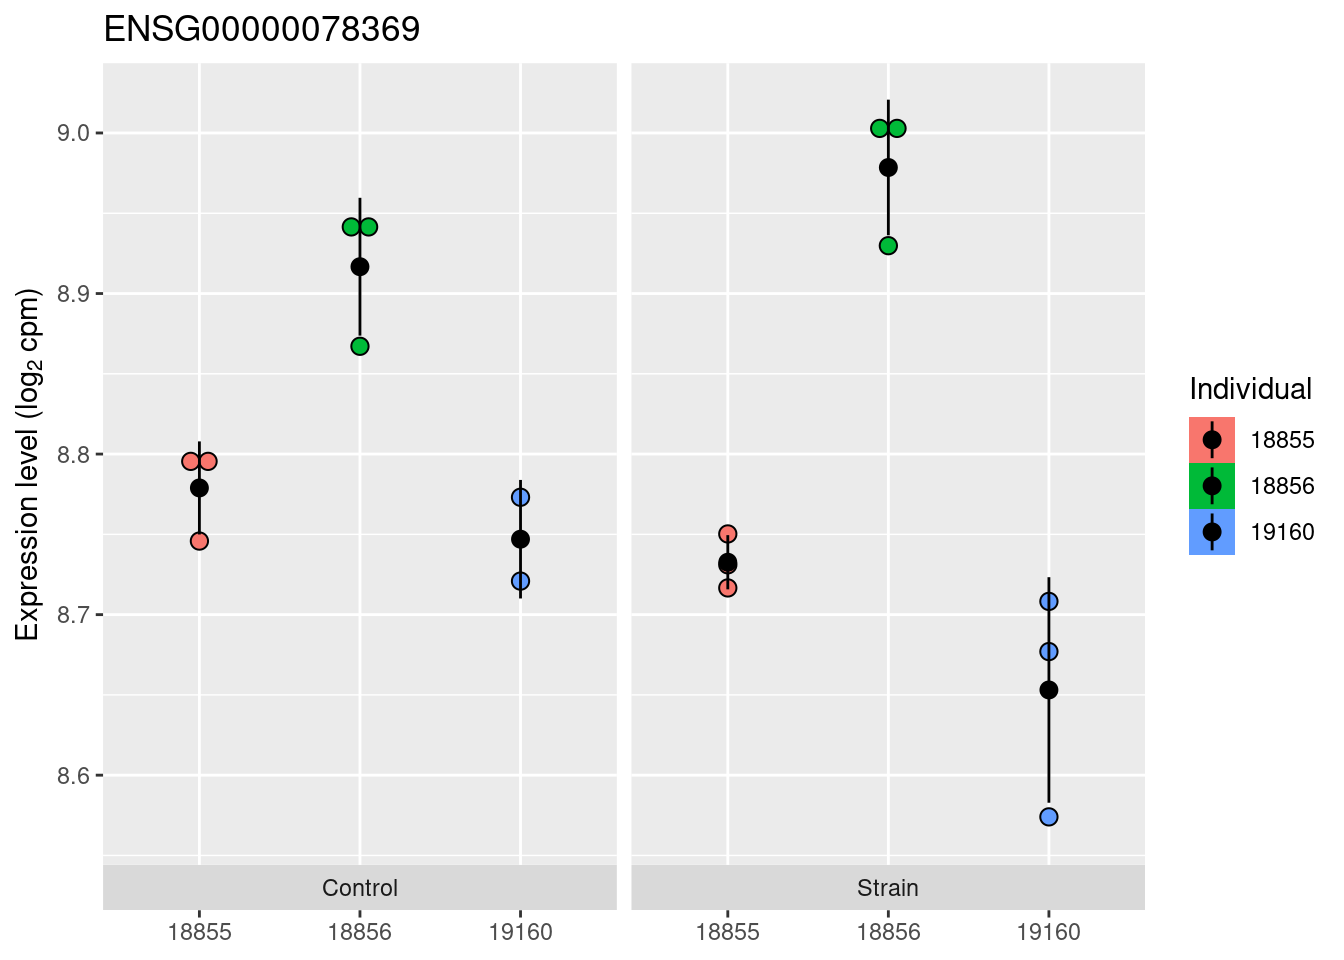 ENSG00000078369
Expression level (log₂ cpm)
9.0
8.9
8.8
8.7
8.6
Control
Strain
18855
18856
19160
18855
18856
19160
Individual
18855
18856
19160